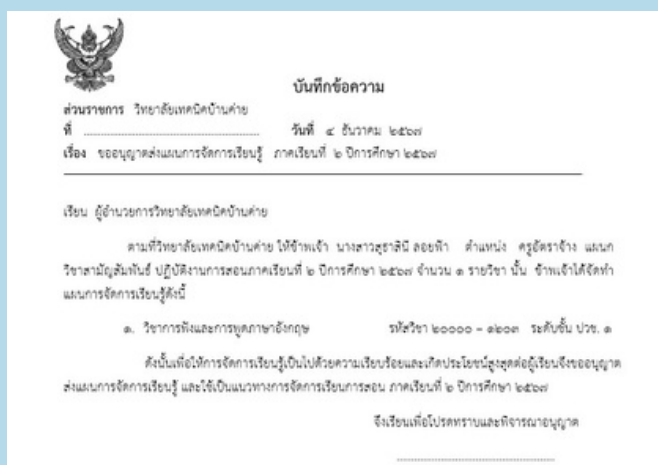 บันทึกข้อความ
ส่วนราชการ วิทยาลัยเทคนิคบ้านค่าย
ที่ ........................................................ วันที่ ๔ ธันวาคม ๒๕๖๗
เรื่อง ขออนุญาตส่งแผนการจัดการเรียนรู้ ภาคเรียนที่ ๒ ปีการศึกษา ๒๕๖๗
เรียน ผู้อำนวยการวิทยาลัยเทคนิคบ้านค่าย
ตามที่วิทยาลัยเทคนิคบ้านค่าย ให้ข้าพเจ้า นางสาวสุธาสินี ลอยฟ้า ตำแหน่ง ครูอัตราจ้าง แผนก
วิชาสามัญสัมพันธ์ ปฏิบัติงานการสอนภาคเรียนที่ ๒ ปีการศึกษา ๒๕๖๗ จำนวน ๑ รายวิชา นั้น ข้าพเจ้าได้จัดทำ
แผนการจัดการเรียนรู้ดังนี้
๑. วิชาการฟังและการพูดภาษาอังกฤษ รหัสวิชา ๒๐๐๐๐ – ๑๒๐๓ ระดับชั้น ปวช. ๑
ดังนั้นเพื่อให้การจัดการเรียนรู้เป็นไปด้วยความเรียบร้อยและเกิดประโยชน์สูงสุดต่อผู้เรียนจึงขออนุญาต
ส่งแผนการจัดการเรียนรู้ และใช้เป็นแนวทางการจัดการเรียนการสอน ภาคเรียนที่ ๒ ปีการศึกษา ๒๕๖๗
จึงเรียนเพื่อโปรดทราบและพิจารณาอนุญาต
........................................................